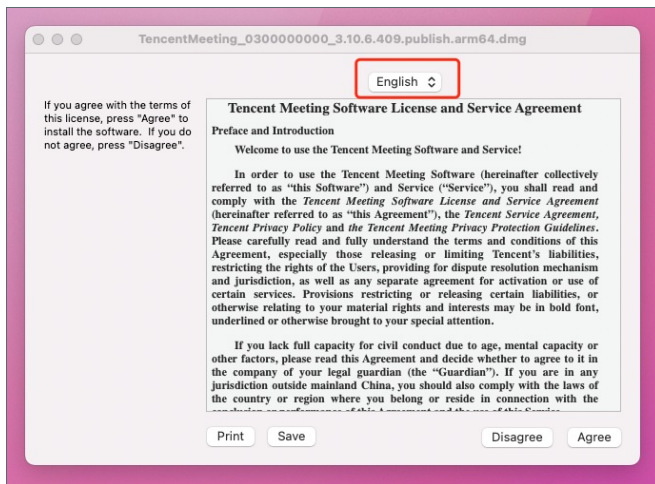 TencentMeeting_0300000000_3.10.6.409.publish.arm64.dmg
English
If you agree with the terms of
this license, press "Agree" to
install the software. If you do
not agree, press "Disagree".
Tencent Meeting Software License and Service Agreement
Preface and Introduction
Welcome to use the Tencent Meeting Software and Service!
In order to use the Tencent Meeting Software (hereinafter collectively
referred to as “this Software”) and Service (“Service”), you shall read and
comply with the Tencent Meeting Software License and Service Agreement
(hereinafter referred to as “this Agreement”), the Tencent Service Agreement,
Tencent Privacy Policy and the Tencent Meeting Privacy Protection Guidelines.
Please carefully read and fully understand the terms and conditions of this
Agreement, especially those releasing or limiting Tencent’s liabilities,
restricting the rights of the Users, providing for dispute resolution mechanism
and jurisdiction, as well as any separate agreement for activation or use of
certain services. Provisions restricting or releasing certain liabilities, or
otherwise relating to your material rights and interests may be in bold font,
underlined or otherwise brought to your special attention.
If you lack full capacity for civil conduct due to age, mental capacity or
other factors, please read this Agreement and decide whether to agree to it in
the company of your legal guardian (the “Guardian”). If you are in any
jurisdiction outside mainland China, you should also comply with the laws of
the country or region where you belong or reside in connection with the
Print Save Disagree Agree